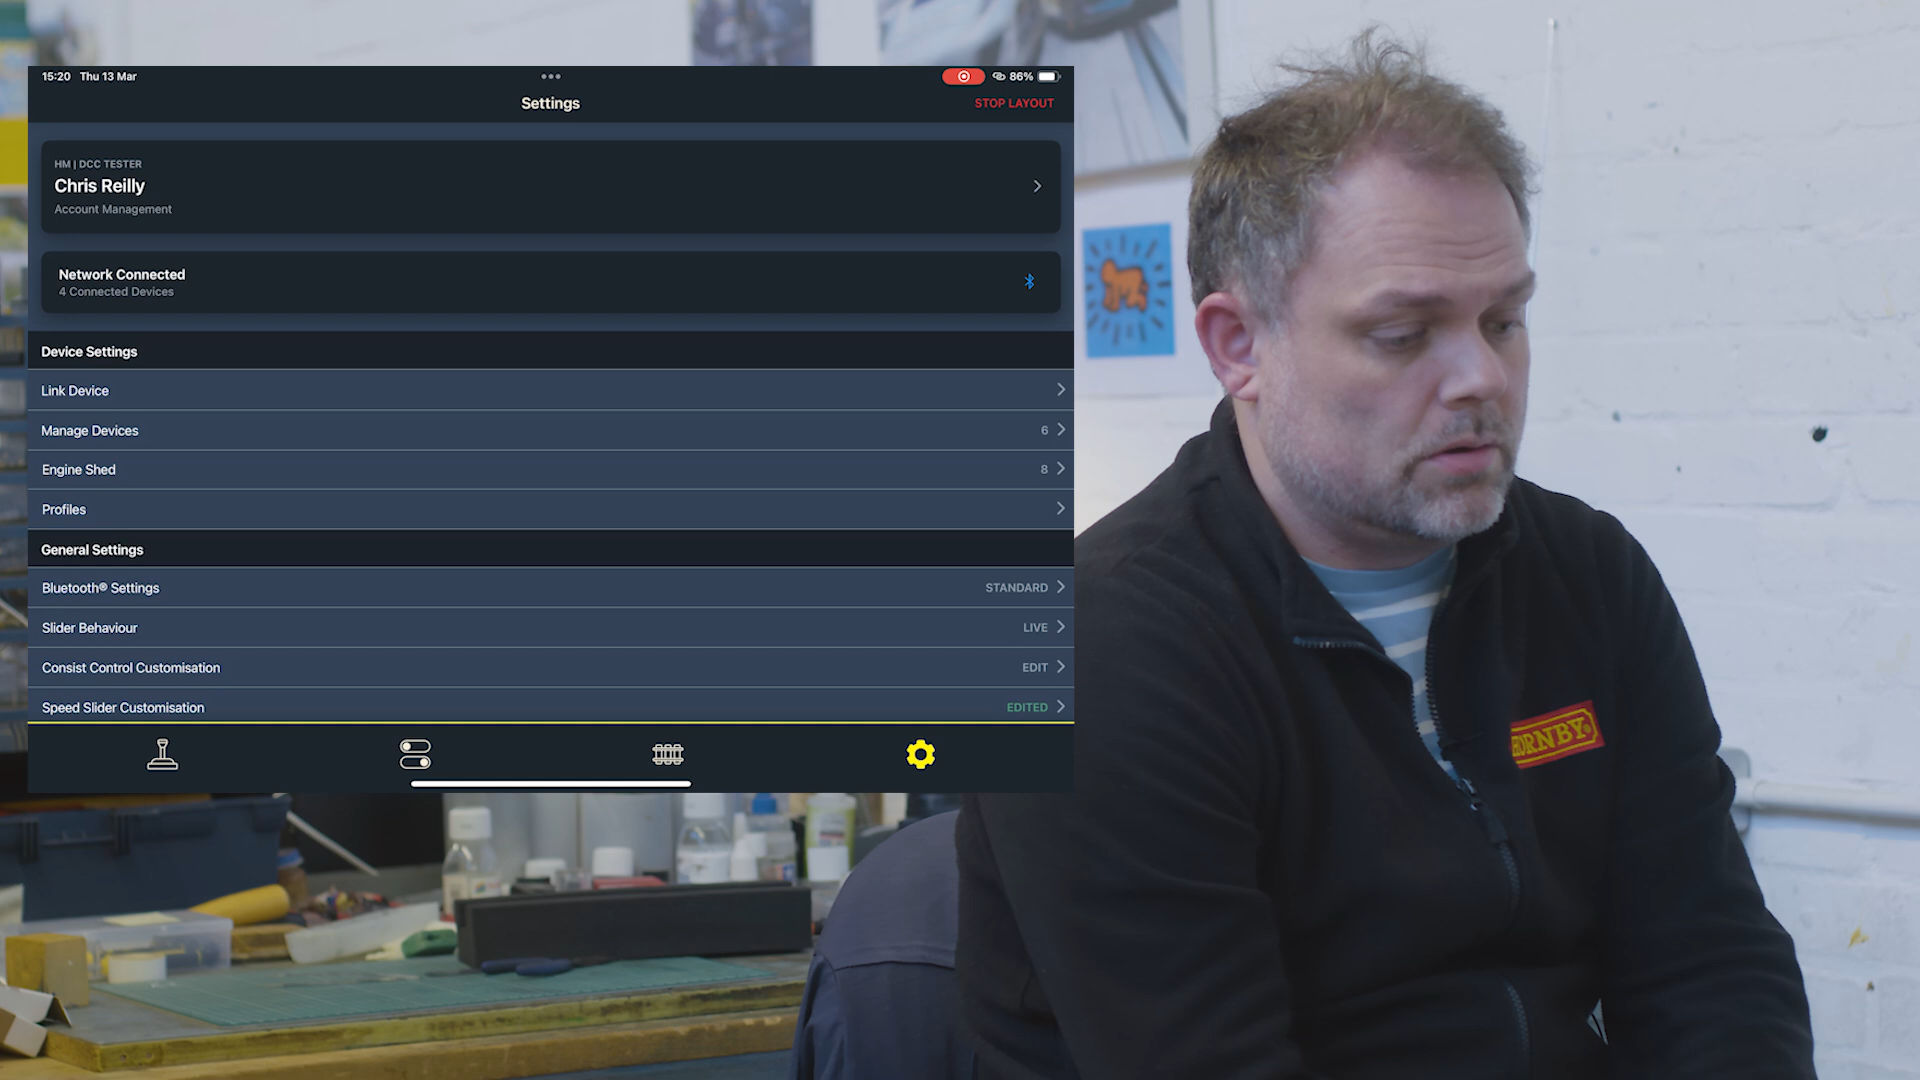 15:20 Thu 13 Mar
86%
Settings
STOP LAYOUT
HM | DCC TESTER
Chris Reilly
Account Management
Network Connected
4 Connected Devices
Device Settings
Link Device
Manage Devices 6
Engine Shed 8
Profiles
General Settings
Bluetooth® Settings STANDARD
Slider Behaviour LIVE
Consist Control Customisation EDIT
Speed Slider Customisation EDITED
HORNBY®